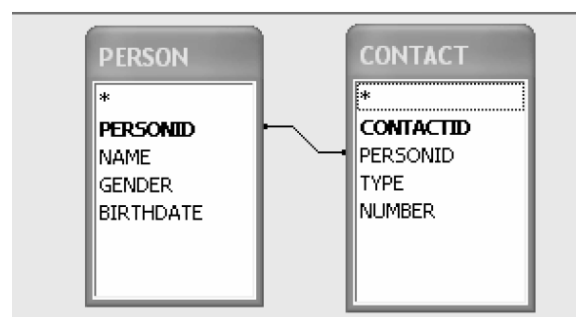 PERSON
*
PERSONID
NAME
GENDER
BIRTHDATE
CONTACT
*
CONTACTID
PERSONID
TYPE
NUMBER